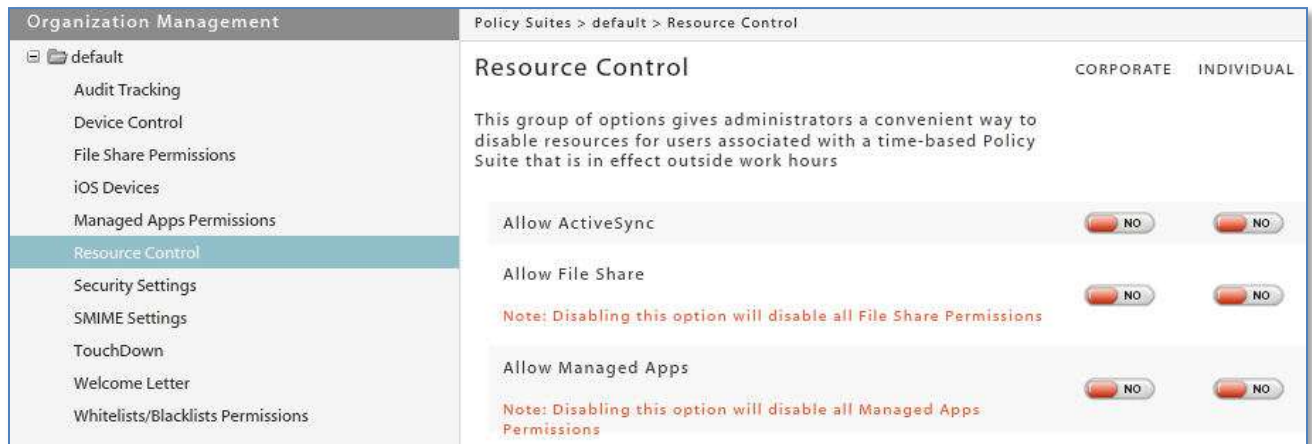 Organization Management
default
Audit Tracking
Device Control
File Share Permissions
iOS Devices
Managed Apps Permissions
Resource Control
Security Settings
SMIME Settings
TouchDown
Welcome Letter
Whitelists/Blacklists Permissions
Policy Suites > default > Resource Control
Resource Control CORPORATE INDIVIDUAL
This group of options gives administrators a convenient way to
disable resources for users associated with a time-based Policy
Suite that is in effect outside work hours
Allow ActiveSync NO NO
Allow File Share
NO NO
Note: Disabling this option will disable all File Share Permissions
Allow Managed Apps
NO NO
Note: Disabling this option will disable all Managed Apps
Permissions